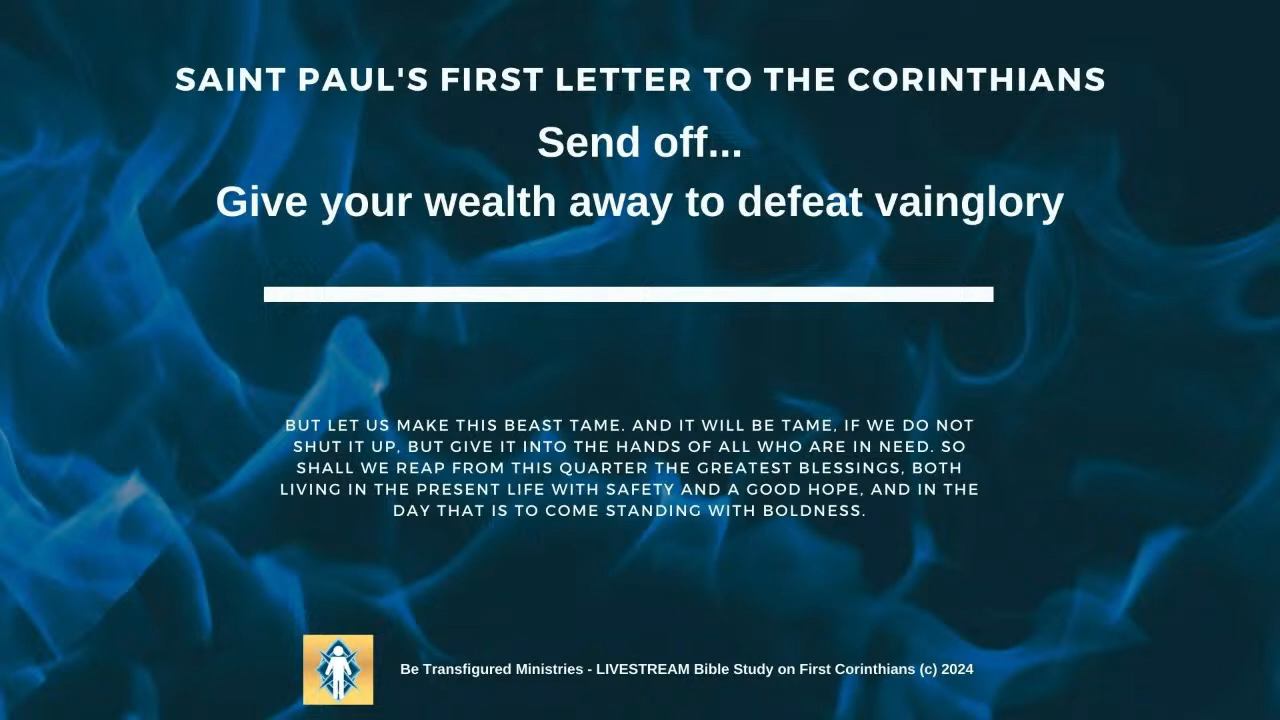 SAINT PAUL'S FIRST LETTER TO THE CORINTHIANS
Send off...
Give your wealth away to defeat vainglory
BUT LET US MAKE THIS BEAST TAME. AND IT WILL BE TAME, IF WE DO NOT
SHUT IT UP, BUT GIVE IT INTO THE HANDS OF ALL WHO ARE IN NEED. SO
SHALL WE REAP FROM THIS QUARTER THE GREATEST BLESSINGS, BOTH
LIVING IN THE PRESENT LIFE WITH SAFETY AND A GOOD HOPE, AND IN THE
DAY THAT IS TO COME STANDING WITH BOLDNESS.
Be Transfigured Ministries - LIVESTREAM Bible Study on First Corinthians (c) 2024